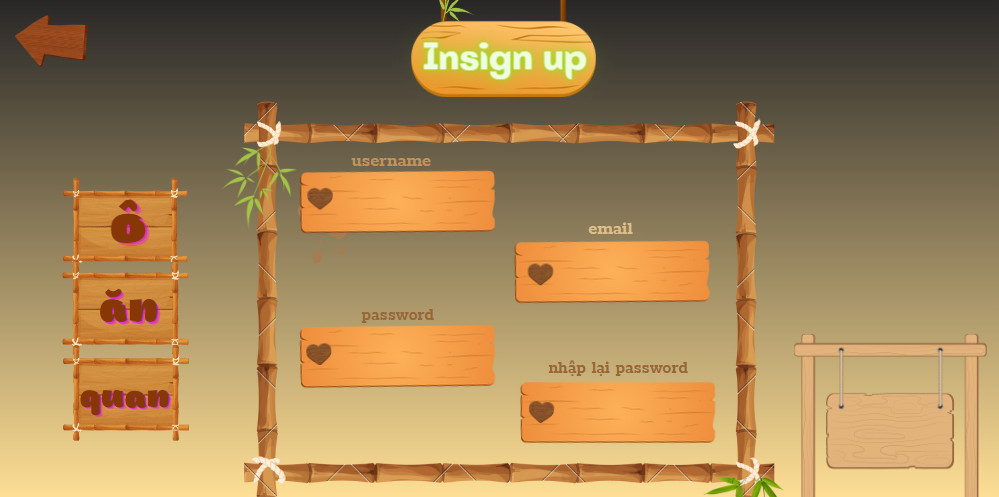 Insign up
username
email
password
nhập lại password
ô
ăn
quan